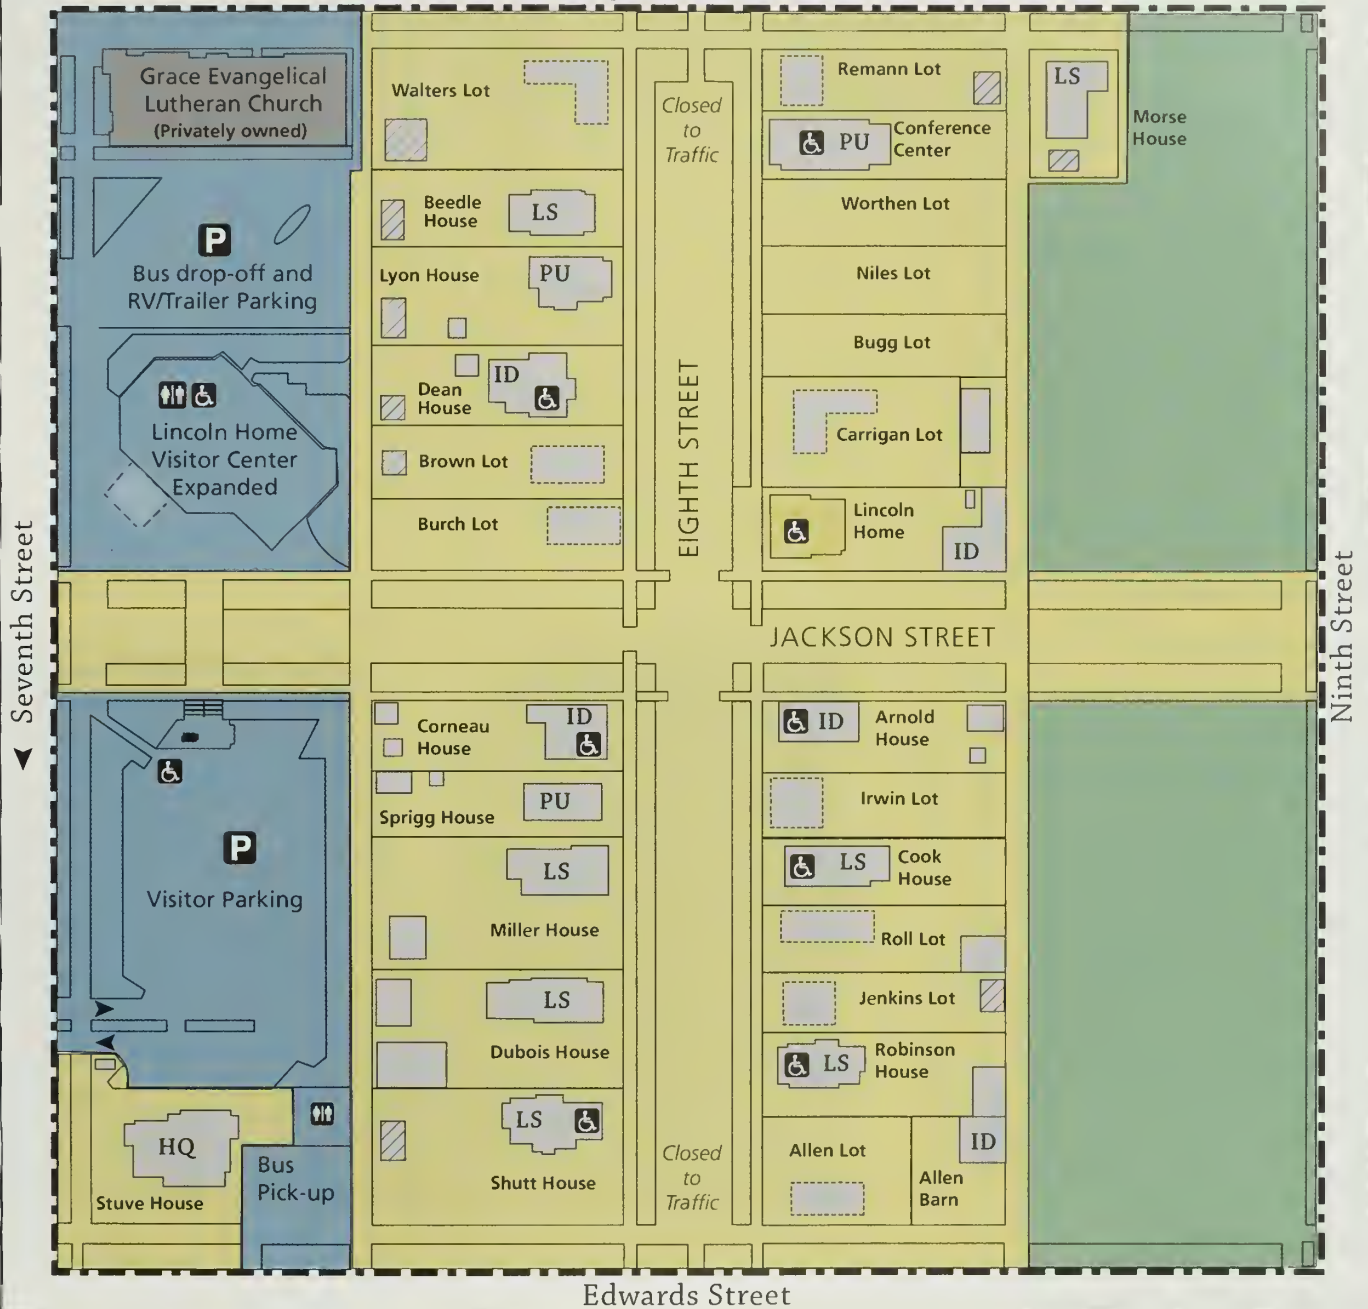 Grace Evangelical
Lutheran Church
(Privately owned)
P
Bus drop-off and
RV/Trailer Parking
Lincoln Home
Visitor Center
Expanded
Walters Lot
Beedle
House
LS
Lyon House
PU
Dean
House
ID
Brown Lot
Burch Lot
Closed
to
Traffic
EIGHTH STREET
Remann Lot
PU
Conference
Center
Worthen Lot
Niles Lot
Bugg Lot
Carrigan Lot
Lincoln
Home
ID
LS
Morse
House
Seventh Street
JACKSON STREET
Ninth Street
P
Visitor Parking
HQ
Stuve House
Bus
Pick-up
Corneau
House
ID
Sprigg House
PU
LS
Miller House
LS
Dubois House
LS
Shutt House
Closed
to
Traffic
ID
Arnold
House
Irwin Lot
LS
Cook
House
Roll Lot
Jenkins Lot
LS
Robinson
House
Allen Lot
ID
Allen
Barn
Edwards Street